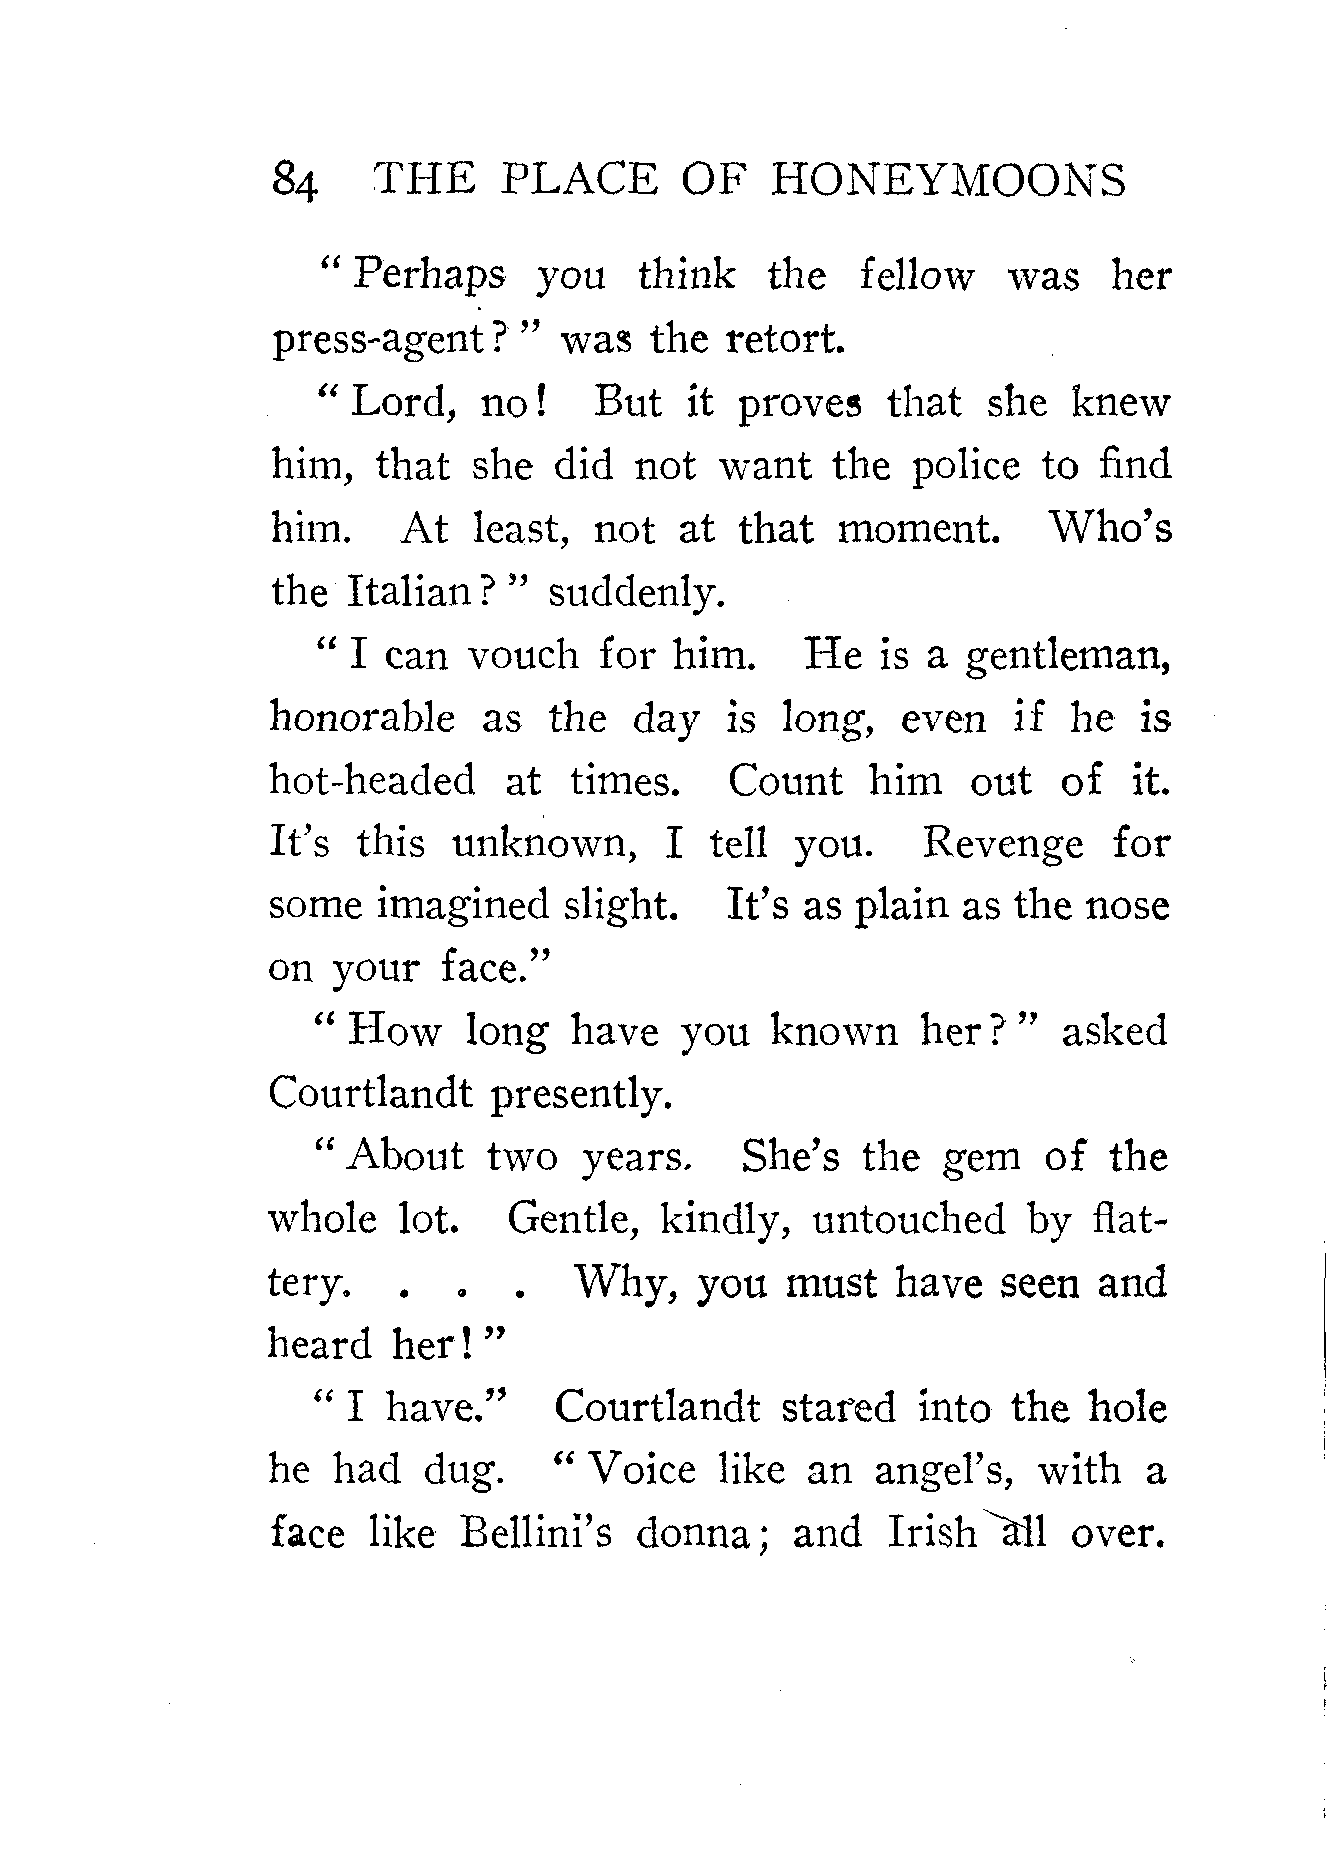 84 THE PLACE OF HONEYMOONS
“ Perhaps you think the fellow was her
press-agent? ” was the retort.
“ Lord, no! But it proves that she knew
him, that she did not want the police to find
him. At least, not at that moment. Who’s
the Italian? ” suddenly.
“ I can vouch for him. He is a gentleman,
honorable as the day is long, even if he is
hot-headed at times. Count him out of it.
It’s this unknown, I tell you. Revenge for
some imagined slight. It’s as plain as the nose
on your face.”
“ How long have you known her? ” asked
Courtlandt presently.
“ About two years. She’s the gem of the
whole lot. Gentle, kindly, untouched by flat-
tery. . . . Why, you must have seen and
heard her! ”
“ I have.” Courtlandt stared into the hole
he had dug. “ Voice like an angel’s, with a
face like Bellini’s donna; and Irish all over.